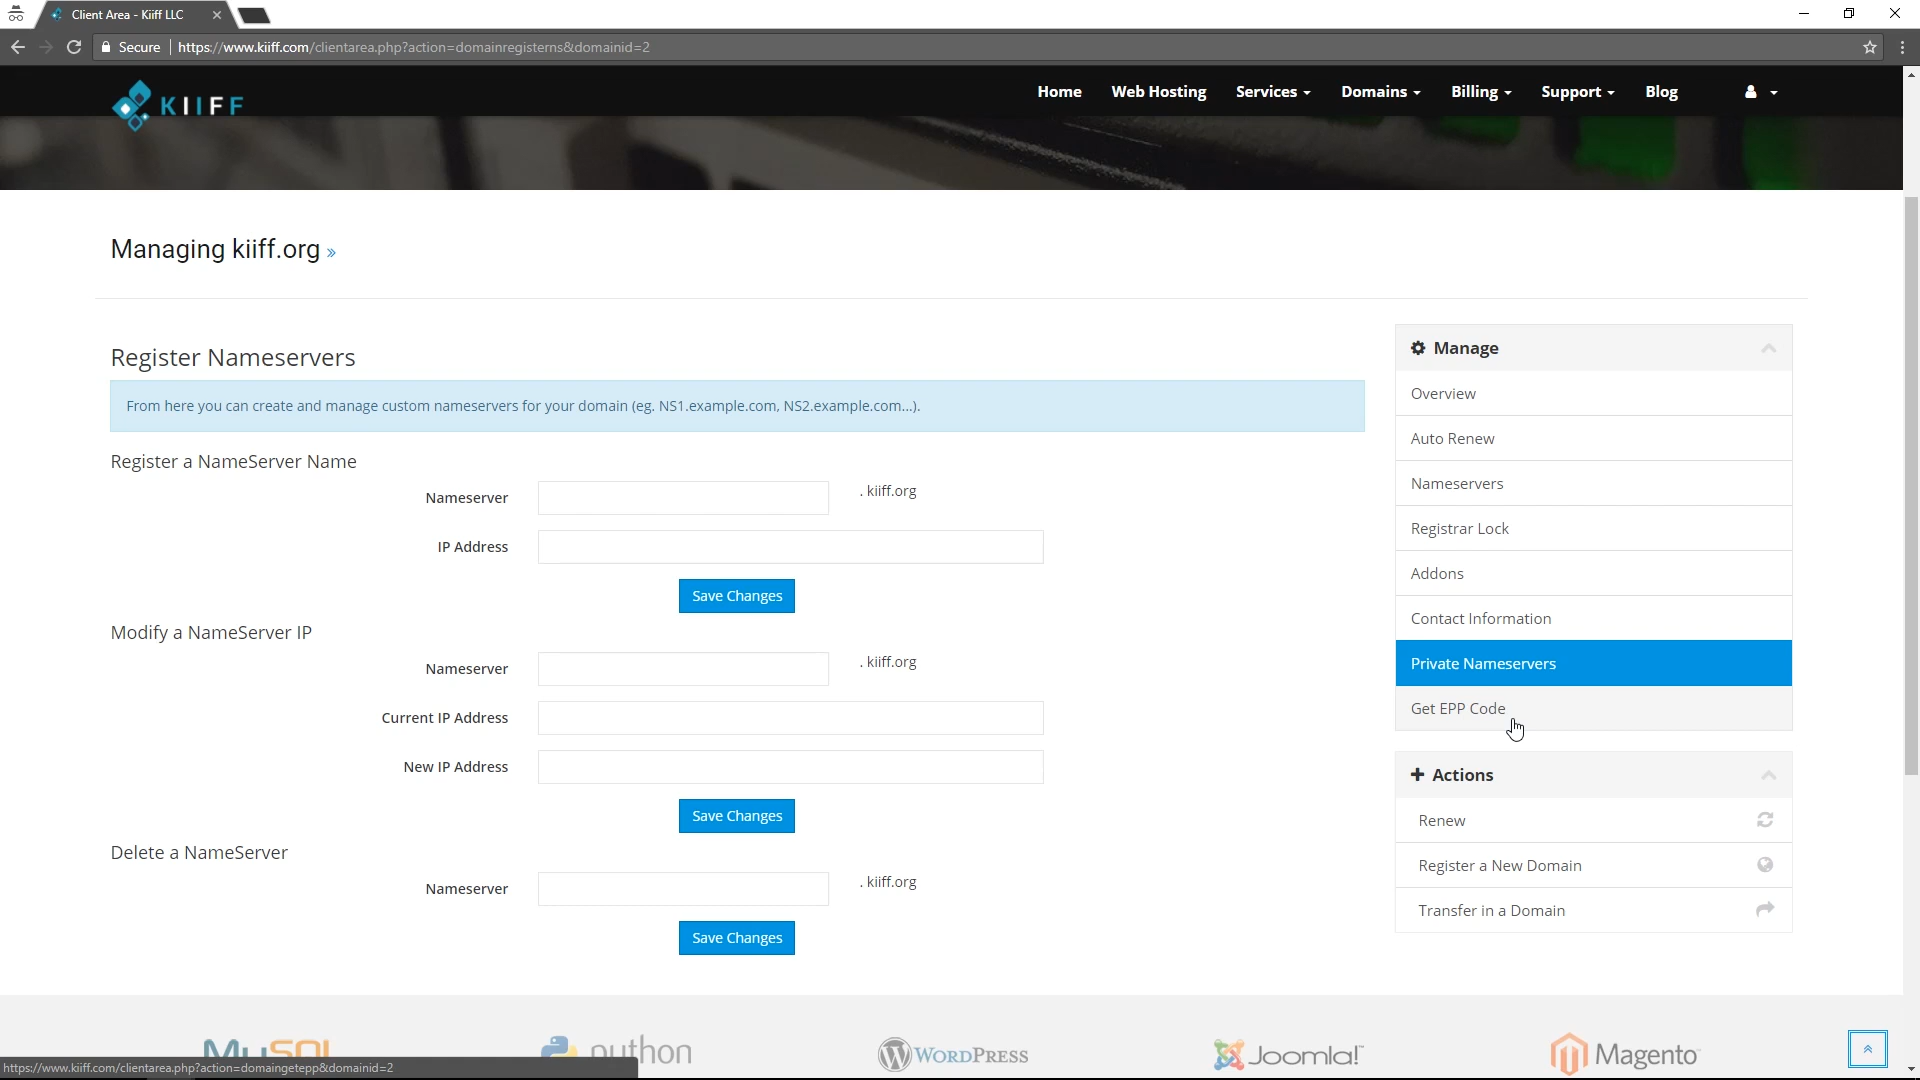 Client Area - Kiiff LLC
Secure | https://www.kiiff.com/clientarea.php?action=domainregisterns&domainid=2
KIIFF
Home Web Hosting Services Domains Billing Support Blog
Managing kiiff.org »
Register Nameservers
From here you can create and manage custom nameservers for your domain (eg. NS1.example.com, NS2.example.com...).
Register a NameServer Name
Nameserver . kiiff.org
IP Address
Save Changes
Modify a NameServer IP
Nameserver . kiiff.org
Current IP Address
New IP Address
Save Changes
Delete a NameServer
Nameserver . kiiff.org
Save Changes
Manage
Overview
Auto Renew
Nameservers
Registrar Lock
Addons
Contact Information
Private Nameservers
Get EPP Code
Actions
Renew
Register a New Domain
Transfer in a Domain
MySQL python WORDPRESS Joomla! Magento
https://www.kiiff.com/clientarea.php?action=domaingetepp&domainid=2